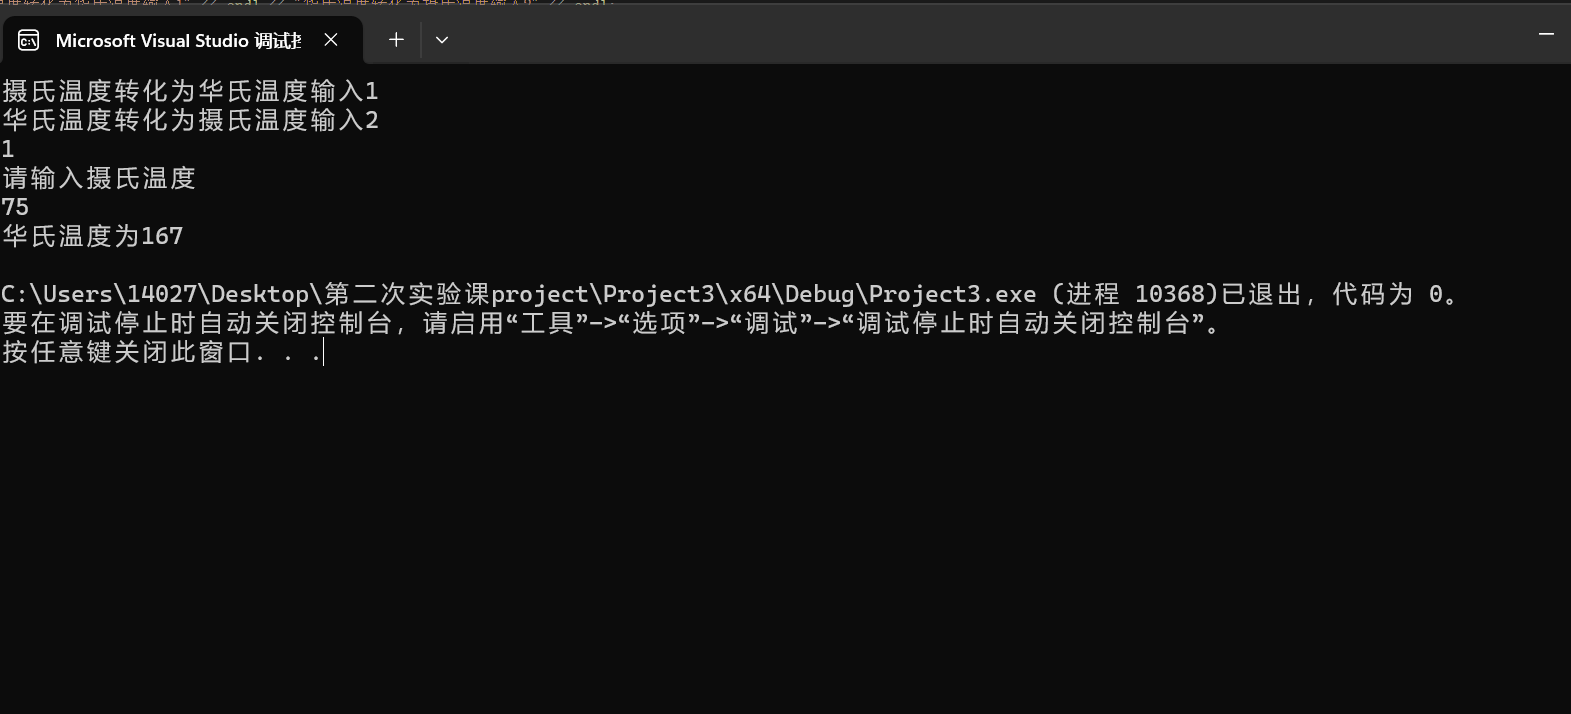 Microsoft Visual Studio 调试
摄氏温度转化为华氏温度输入1
华氏温度转化为摄氏温度输入2
1
请输入摄氏温度
75
华氏温度为167
C:\Users\14027\Desktop\第二次实验课project\Project3\x64\Debug\Project3.exe (进程 10368)已退出，代码为 0。
要在调试停止时自动关闭控制台，请启用“工具”->“选项”->“调试”->“调试停止时自动关闭控制台”。
按任意键关闭此窗口. . .